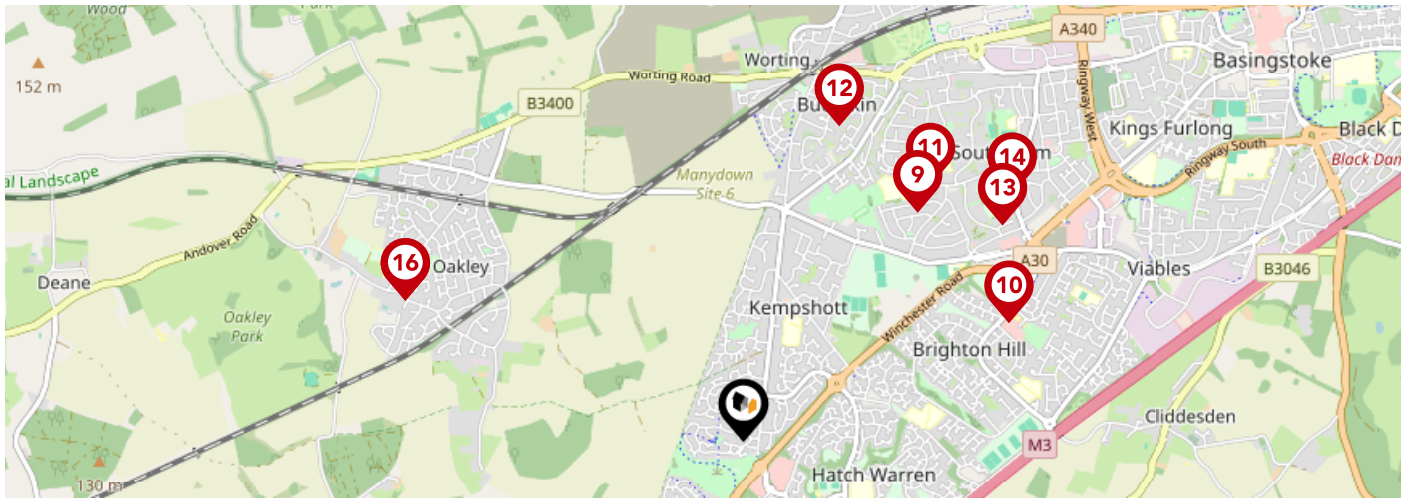 Wood
Park
152 m
B3400
Worting Road
Worting
A340
Ringway West
Basingstoke
12
Kings Furlong
Black D
Ringway South
Black Dam
11
14
9
13
al Landscape
Manydown
Site 6
Andover Road
16
Oakley
Deane
A30
Viables
B3046
10
Winchester Road
Kempshott
Oakley
Park
Brighton Hill
Cliddesden
M3
Hatch Warren
130 m